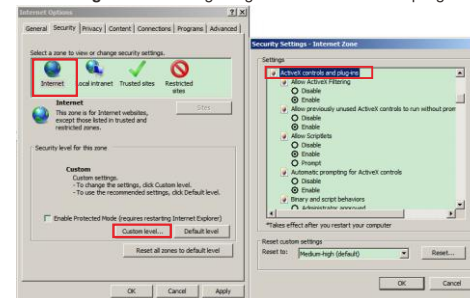 Internet Options
General Security Privacy Content Connections Programs Advanced
Select a zone to view or change security settings.
Internet Local intranet Trusted sites Restricted sites
Internet
This zone is for Internet websites,
except those listed in trusted and
restricted zones.
Sites
Security level for this zone
Custom
Custom settings.
- To change the settings, click Custom level.
- To use the recommended settings, click Default level.
Enable Protected Mode (requires restarting Internet Explorer)
Custom level... Default level
Reset all zones to default level
OK Cancel Apply
Security Settings - Internet Zone
Settings
ActiveX controls and plug-ins
Allow ActiveX Filtering
Disable
Enable
Allow previously unused ActiveX controls to run without prom
Disable
Enable
Allow Scriptlets
Disable
Enable
Prompt
Automatic prompting for ActiveX controls
Disable
Enable
Binary and script behaviors
Administrator approved
*Takes effect after you restart your computer
Reset custom settings
Reset to: Medium-high (default) Reset...
OK Cancel